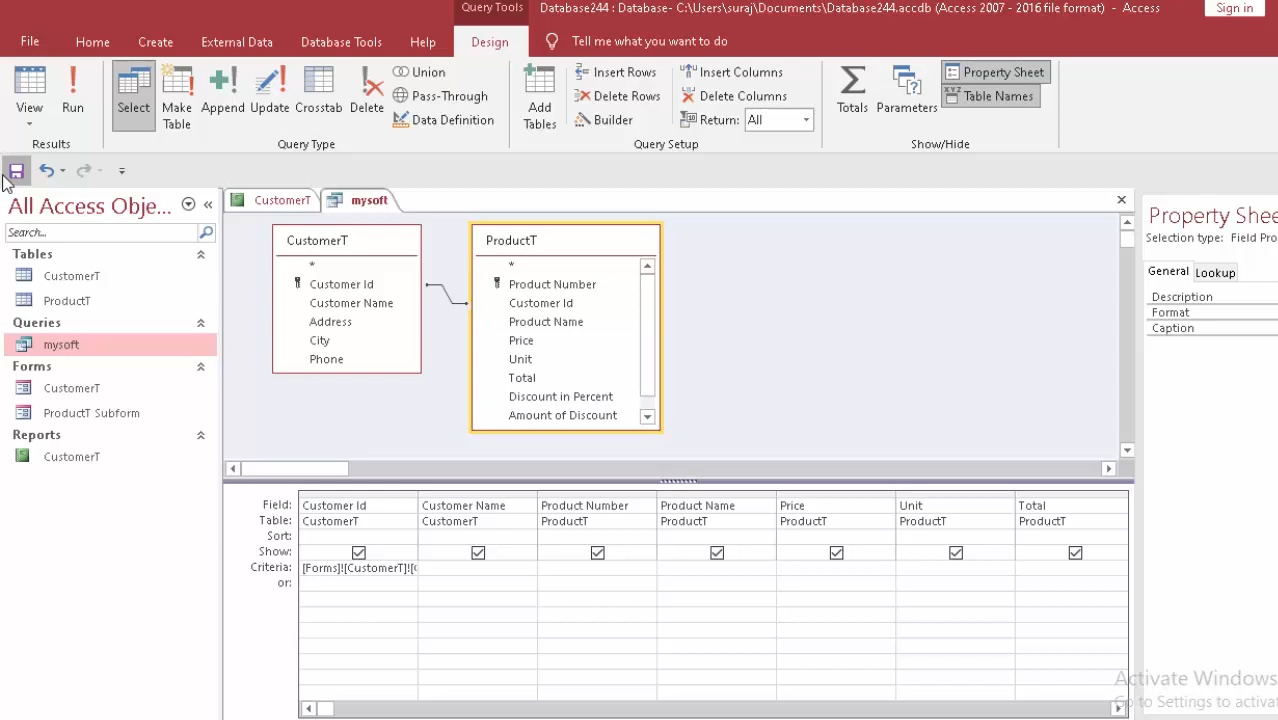 Query Tools
Database244 : Database- C:\Users\suraj\Documents\Database244.accdb (Access 2007 - 2016 file format) - Access
Sign in
File Home Create External Data Database Tools Help Design Tell me what you want to do
View
Run
Select
Make Table
Append
Update
Crosstab
Delete
Union
Pass-Through
Data Definition
Add Tables
Insert Rows
Delete Rows
Builder
Insert Columns
Delete Columns
Return: All
Totals
Parameters
Property Sheet
Table Names
Results
Query Type
Query Setup
Show/Hide
All Access Obje...
Search...
Tables
CustomerT
ProductT
Queries
mysoft
Forms
CustomerT
ProductT Subform
Reports
CustomerT
CustomerT mysoft
CustomerT
*
Customer Id
Customer Name
Address
City
Phone
ProductT
*
Product Number
Customer Id
Product Name
Price
Unit
Total
Discount in Percent
Amount of Discount
Field: Customer Id Customer Name Product Number Product Name Price Unit Total
Table: CustomerT CustomerT ProductT ProductT ProductT ProductT ProductT
Sort:
Show:
Criteria: [Forms]![CustomerT]![
or:
Property Shee
Selection type: Field Pro
General Lookup
Description
Format
Caption
Activate Windows
Go to Settings to activa